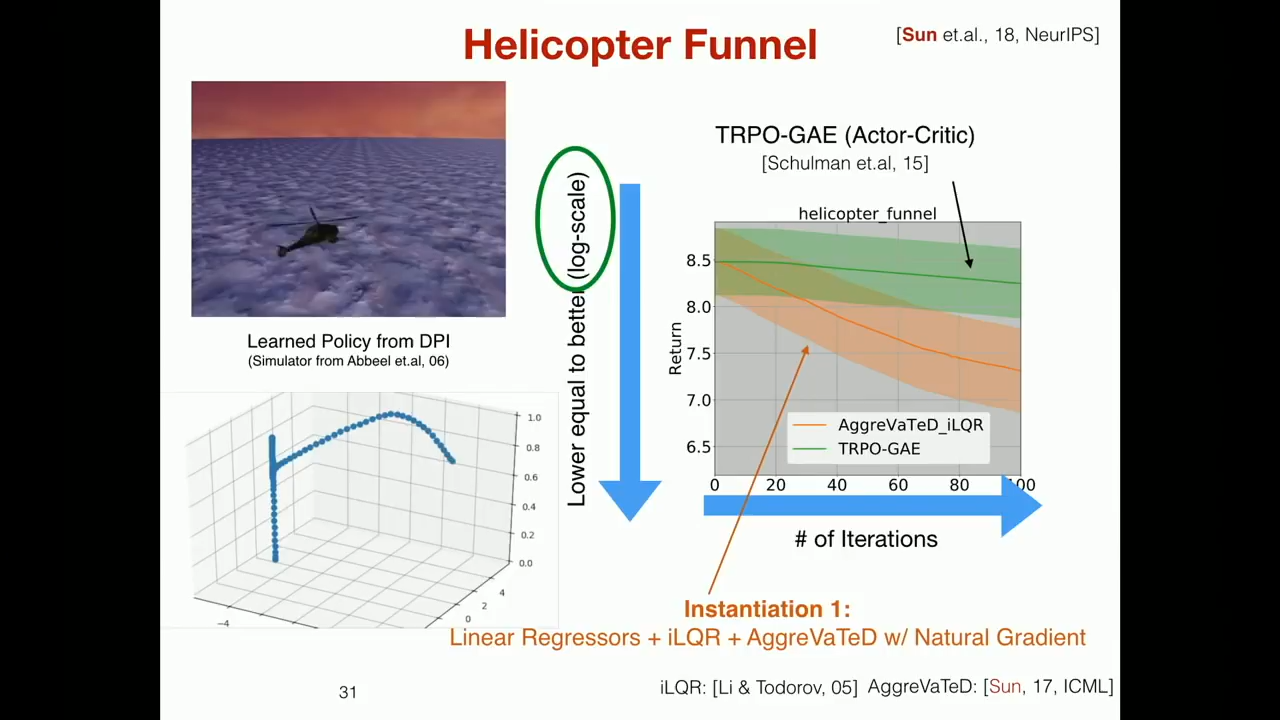 Helicopter Funnel
[Sun et.al., 18, NeurIPS]
Learned Policy from DPI
(Simulator from Abbeel et.al, 06)
1.0
0.8
0.6
0.4
0.2
0.0
4
2
0
−4
Lower equal to better (log-scale)
TRPO-GAE (Actor-Critic)
[Schulman et.al, 15]
helicopter_funnel
Return
8.5
8.0
7.5
7.0
6.5
AggreVaTeD_iLQR
TRPO-GAE
0 20 40 60 80 100
# of Iterations
Instantiation 1:
Linear Regressors + iLQR + AggreVaTeD w/ Natural Gradient
31
iLQR: [Li & Todorov, 05] AggreVaTeD: [Sun, 17, ICML]